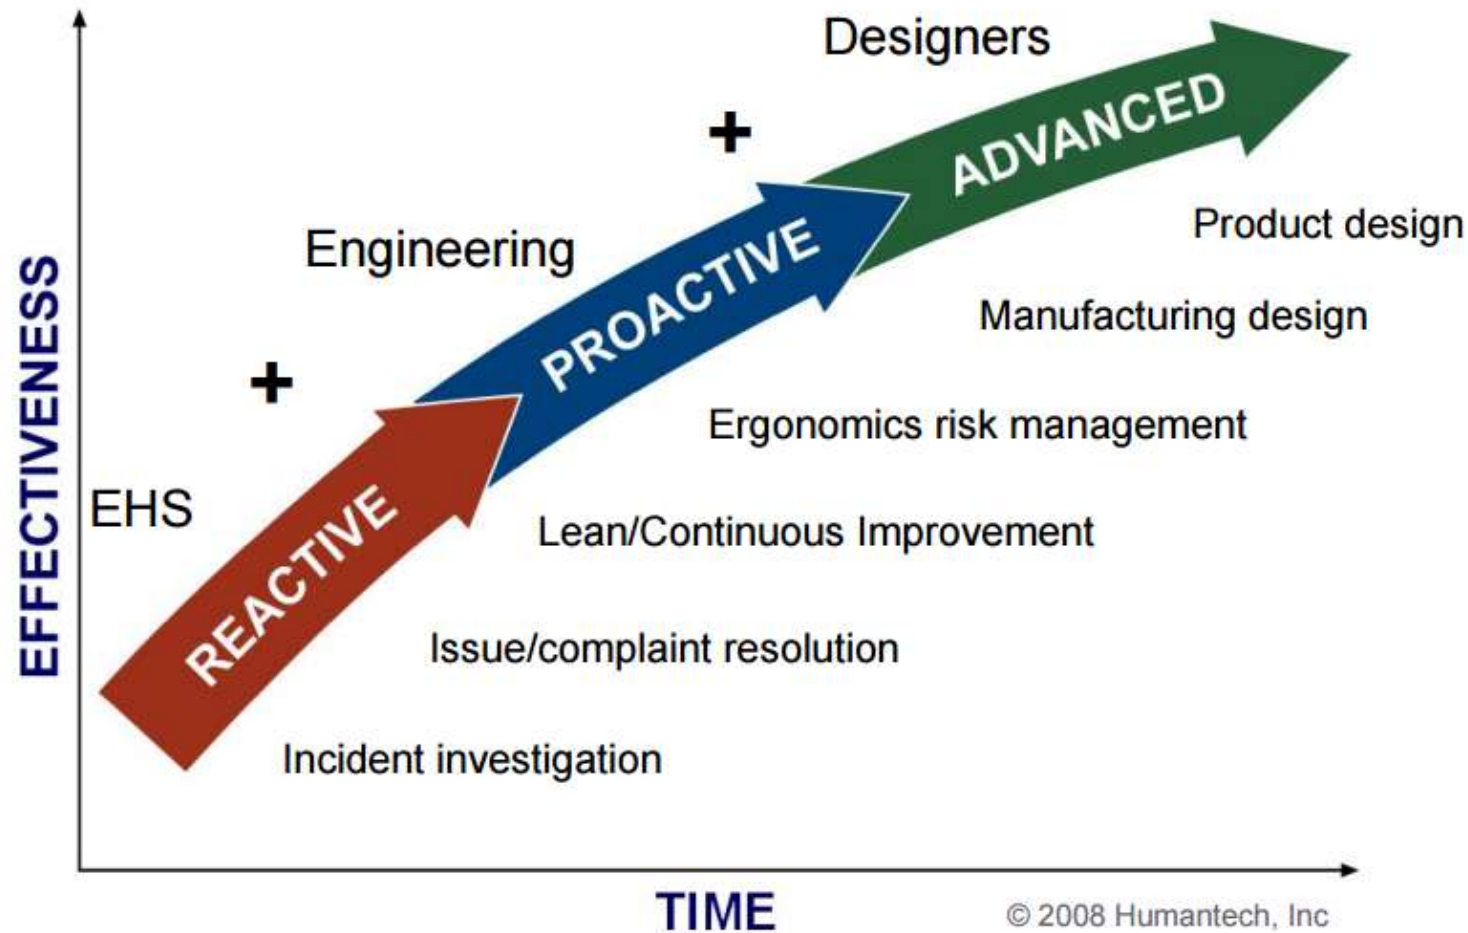 Designers
+
ADVANCED
Product design
Engineering
PROACTIVE
Manufacturing design
+
Ergonomics risk management
EHS
REACTIVE
Lean/Continuous Improvement
Issue/complaint resolution
Incident investigation
EFFECTIVENESS
TIME
© 2008 Humantech, Inc